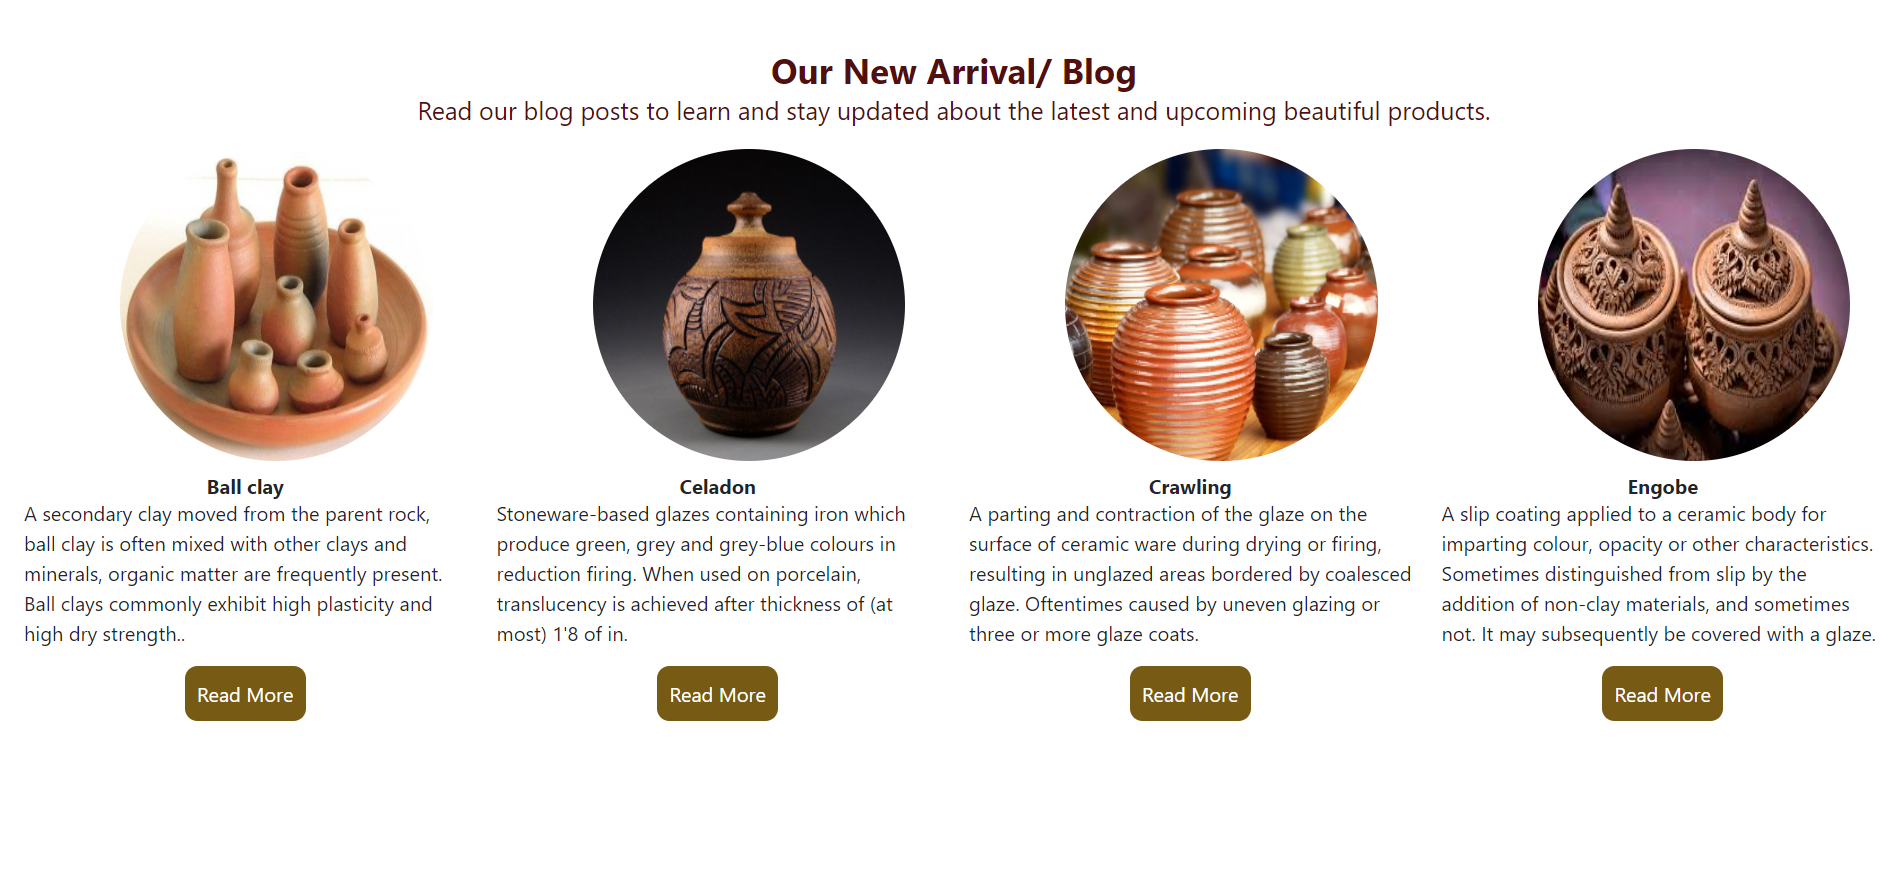 Our New Arrival/ Blog
Read our blog posts to learn and stay updated about the latest and upcoming beautiful products.
Ball clay
A secondary clay moved from the parent rock,
ball clay is often mixed with other clays and
minerals, organic matter are frequently present.
Ball clays commonly exhibit high plasticity and
high dry strength..
Read More
Celadon
Stoneware-based glazes containing iron which
produce green, grey and grey-blue colours in
reduction firing. When used on porcelain,
translucency is achieved after thickness of (at
most) 1'8 of in.
Read More
Crawling
A parting and contraction of the glaze on the
surface of ceramic ware during drying or firing,
resulting in unglazed areas bordered by coalesced
glaze. Oftentimes caused by uneven glazing or
three or more glaze coats.
Read More
Engobe
A slip coating applied to a ceramic body for
imparting colour, opacity or other characteristics.
Sometimes distinguished from slip by the
addition of non-clay materials, and sometimes
not. It may subsequently be covered with a glaze.
Read More